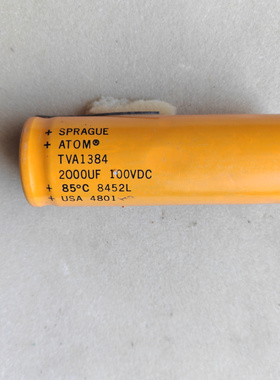 + SPRAGUE
+ ATOM®
TVA1384
2000UF 100VDC
+ 85°C 8452L
+ USA 4801